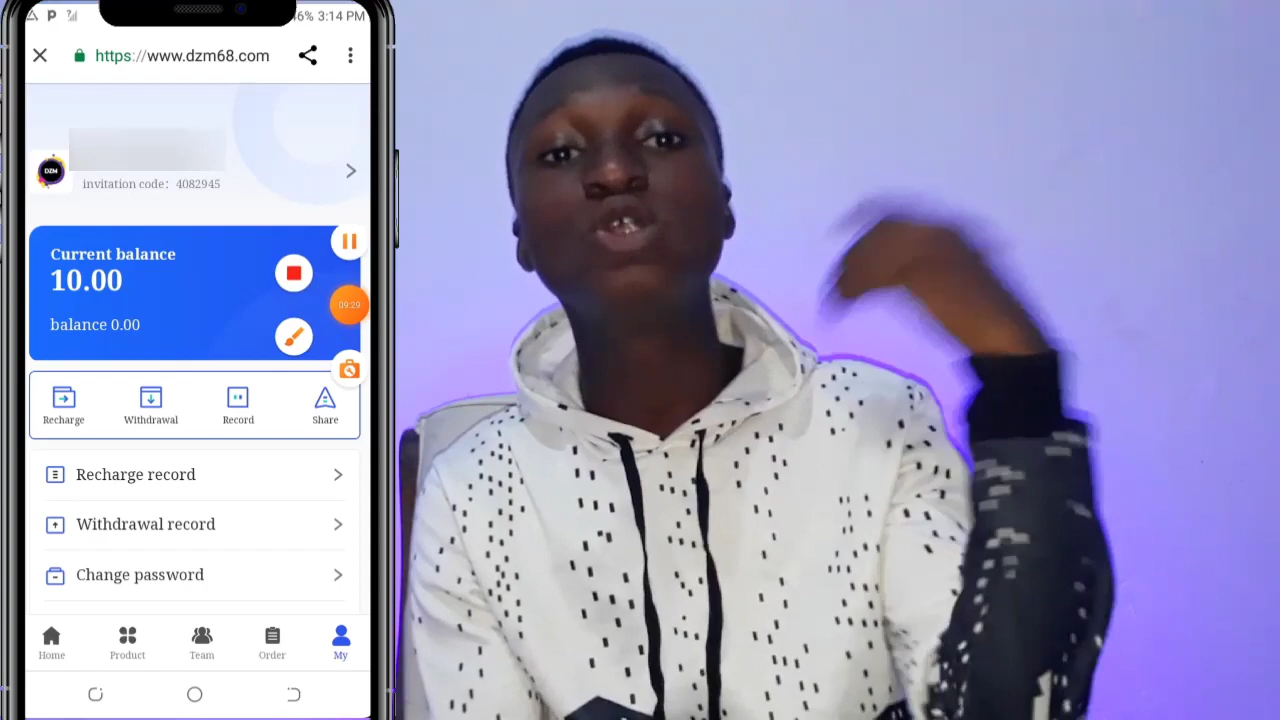 46% 3:14 PM
https://www.dzm68.com
DZM
invitation code: 4082945
Current balance
10.00
balance 0.00
09:29
Recharge
Withdrawal
Record
Share
Recharge record
Withdrawal record
Change password
Home
Product
Team
Order
My